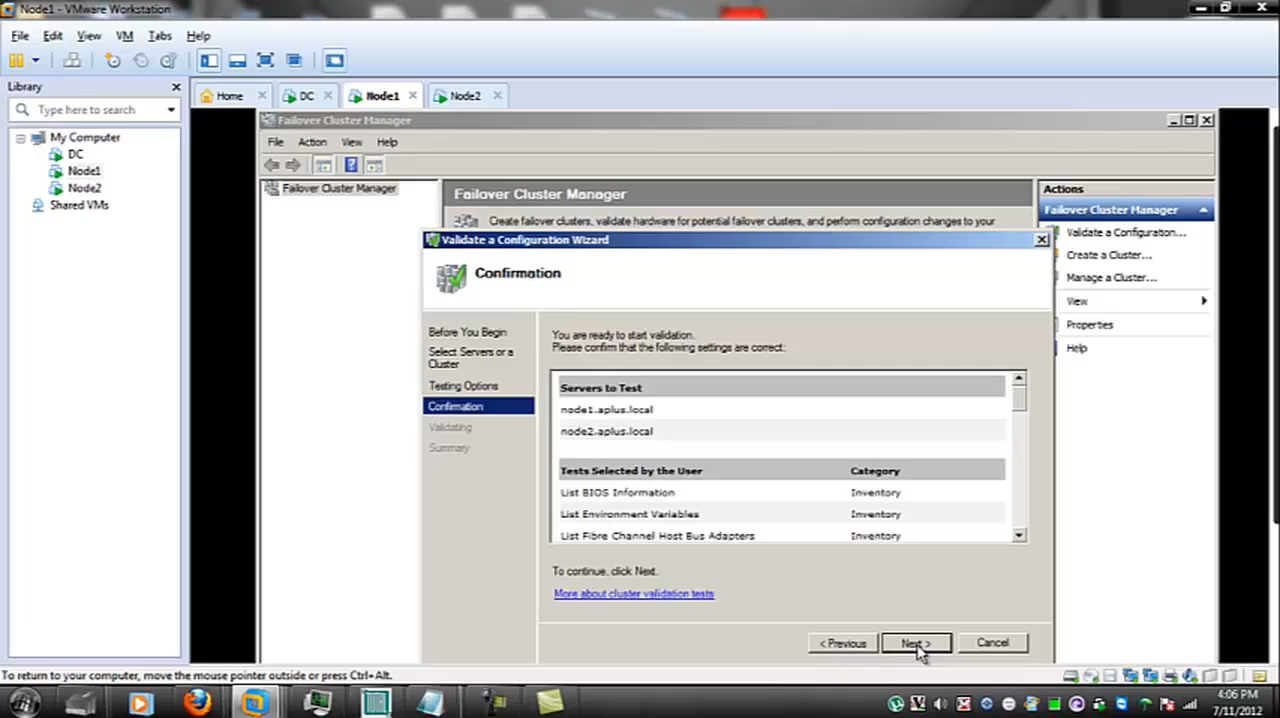 Node1 - VMware Workstation
File Edit View VM Tabs Help
Library
Type here to search
My Computer
DC
Node1
Node2
Shared VMs
Home DC Node1 Node2
Failover Cluster Manager
File Action View Help
Failover Cluster Manager
Failover Cluster Manager
Create failover clusters, validate hardware for potential failover clusters, and perform configuration changes to your
Actions
Failover Cluster Manager
Validate a Configuration...
Create a Cluster...
Manage a Cluster...
View
Properties
Help
Validate a Configuration Wizard
Confirmation
Before You Begin
Select Servers or a
Cluster
Testing Options
Confirmation
Validating
Summary
You are ready to start validation.
Please confirm that the following settings are correct:
Servers to Test
node1.aplus.local
node2.aplus.local
Tests Selected by the User Category
List BIOS Information Inventory
List Environment Variables Inventory
List Fibre Channel Host Bus Adapters Inventory
To continue, click Next.
More about cluster validation tests
< Previous Next > Cancel
To return to your computer, move the mouse pointer outside or press Ctrl+Alt.
4:06 PM
7/11/2012